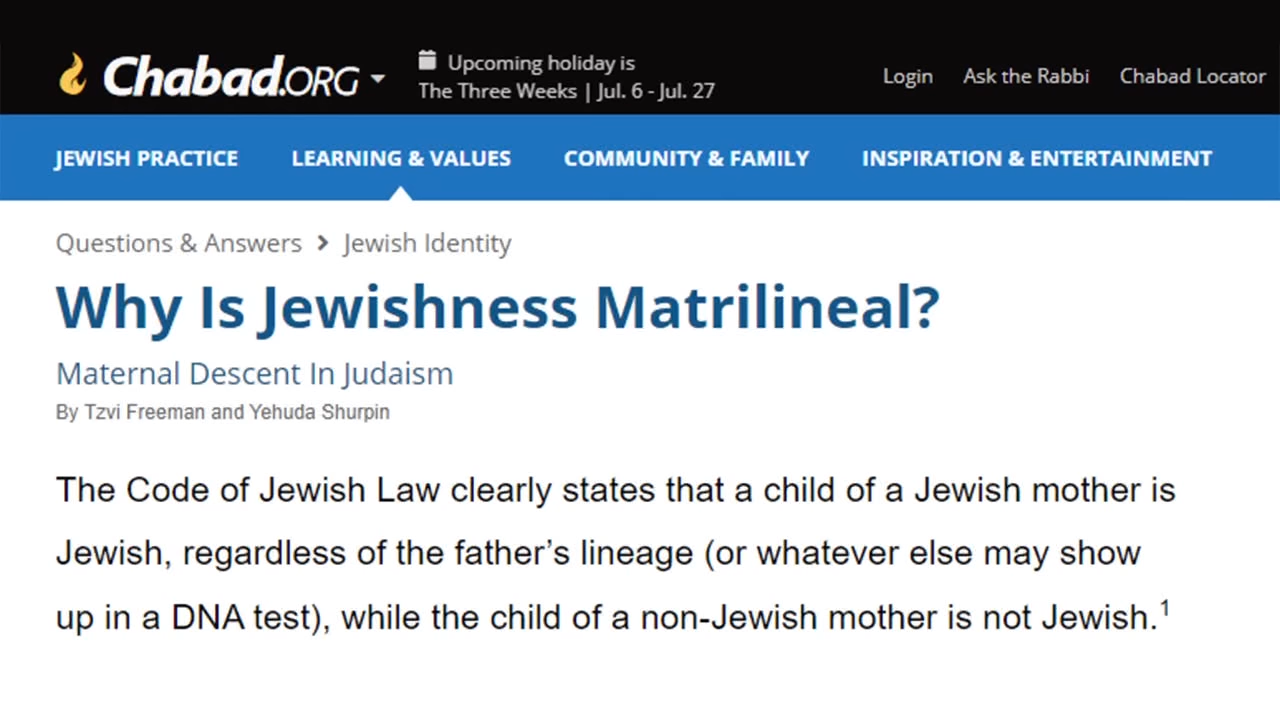 Chabad.ORG
Upcoming holiday is
The Three Weeks | Jul. 6 - Jul. 27
Login Ask the Rabbi Chabad Locator
JEWISH PRACTICE LEARNING & VALUES COMMUNITY & FAMILY INSPIRATION & ENTERTAINMENT
Questions & Answers > Jewish Identity
Why Is Jewishness Matrilineal?
Maternal Descent In Judaism
By Tzvi Freeman and Yehuda Shurpin
The Code of Jewish Law clearly states that a child of a Jewish mother is
Jewish, regardless of the father’s lineage (or whatever else may show
up in a DNA test), while the child of a non-Jewish mother is not Jewish.1